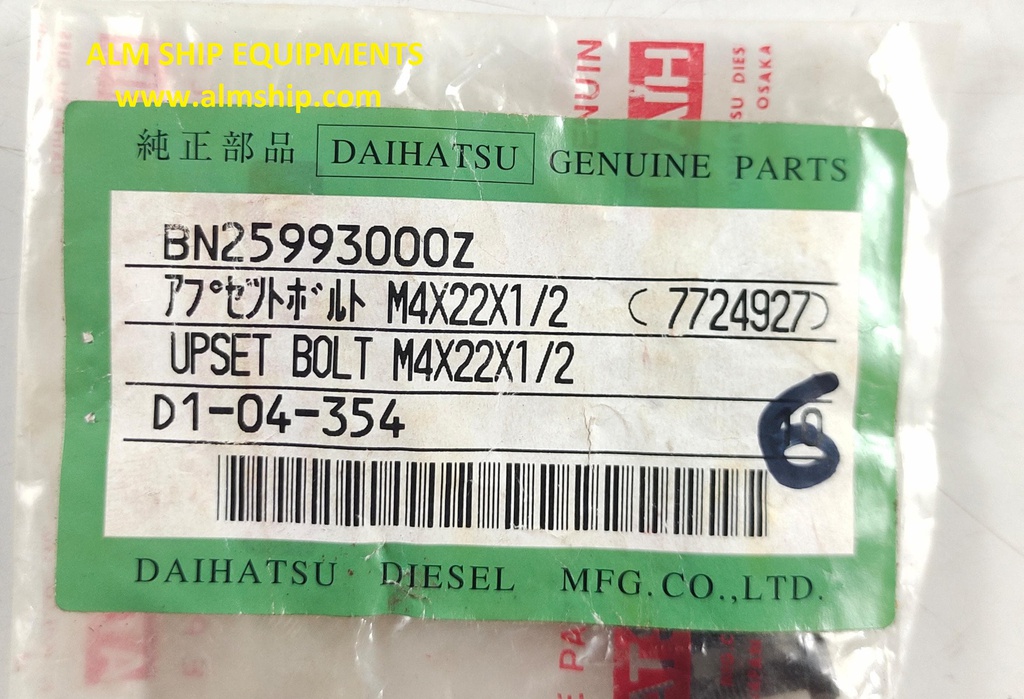 ALM SHIP EQUIPMENTS
www.almship.com
純正部品 DAIHATSU GENUINE PARTS
BN25993000Z
アプセットボルト M4X22X1/2 (7724927)
UPSET BOLT M4X22X1/2
D1-04-354
10
6
DAIHATSU DIESEL MFG.CO.,LTD.
OSAKA